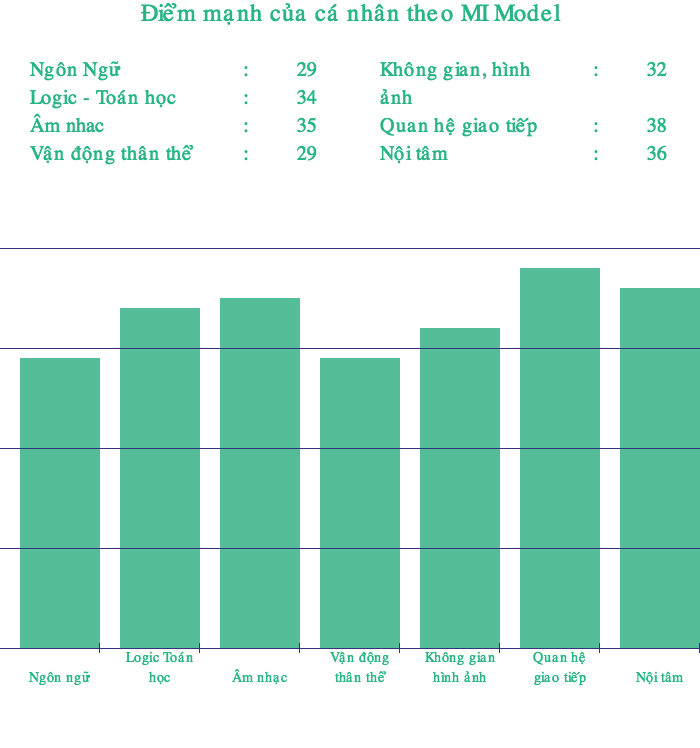 Điểm mạnh của cá nhân theo MI Model
Ngôn Ngữ : 29
Logic - Toán học : 34
Âm nhac : 35
Vận động thân thể : 29
Không gian, hình : 32
ảnh
Quan hệ giao tiếp : 38
Nội tâm : 36
Ngôn ngữ
Logic Toán
học
Âm nhạc
Vận động
thân thể
Không gian
hình ảnh
Quan hệ
giao tiếp
Nội tâm